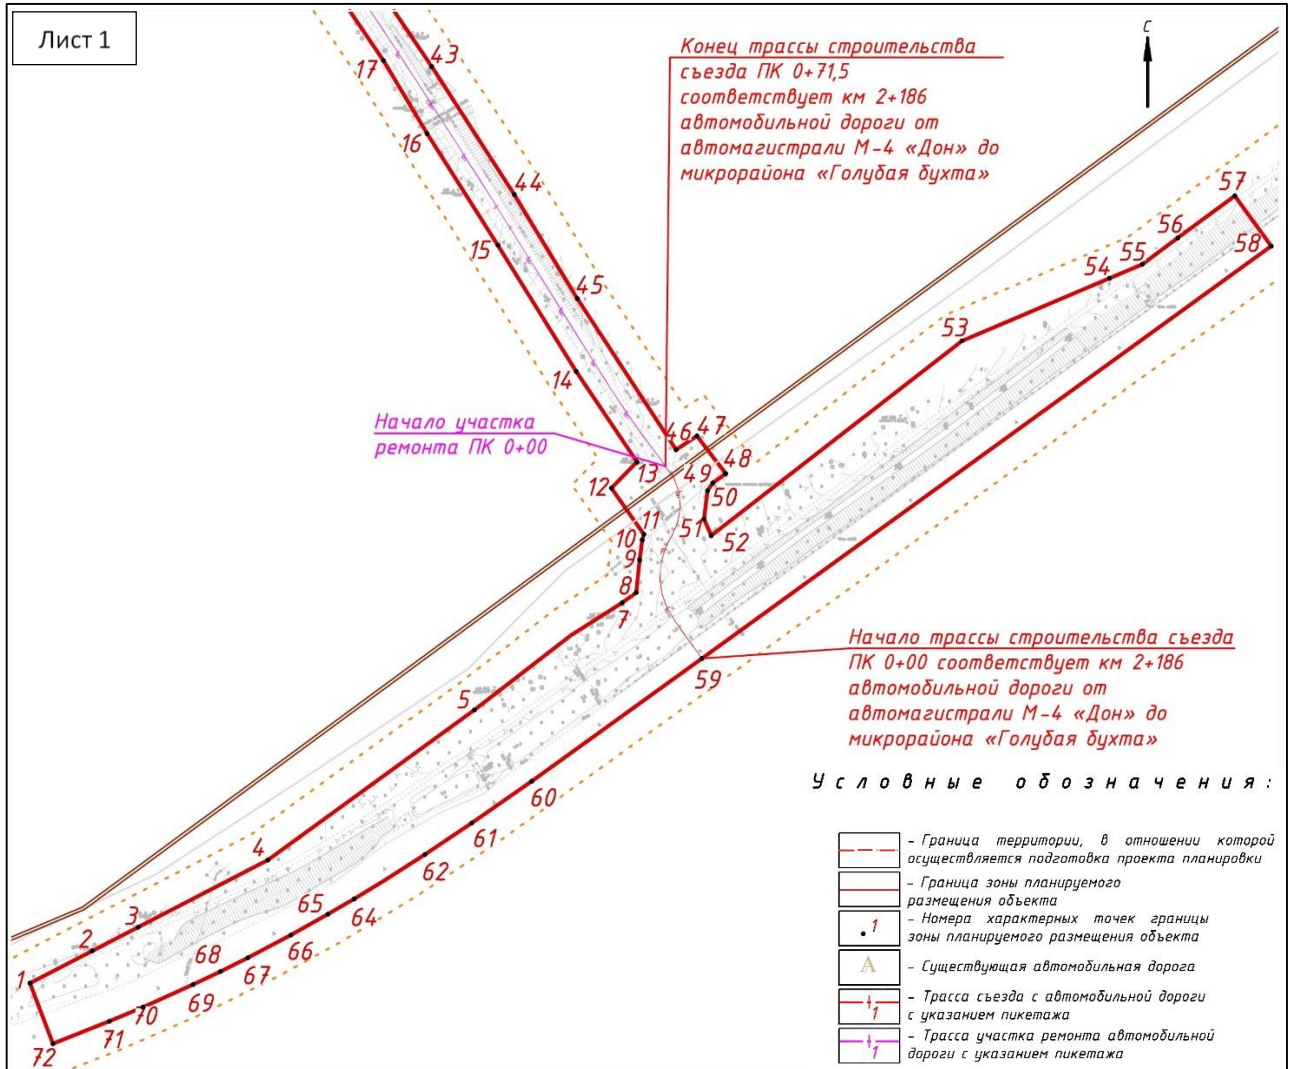 Лист 1
С
Конец трассы строительства
съезда ПК 0+71,5
соответствует км 2+186
автомобильной дороги от
автомагистрали М-4 «Дон» до
микрорайона «Голубая бухта»
43
17
16
44
15
45
14
57
56
58
55
54
53
Начало участка
ремонта ПК 0+00
46
47
13
48
49
12
50
11
51
10
52
9
8
7
Начало трассы строительства съезда
ПК 0+00 соответствует км 2+186
автомобильной дороги от
автомагистрали М-4 «Дон» до
микрорайона «Голубая бухта»
59
5
60
61
4
62
3
65
64
2
66
68
67
1
69
70
71
72
Условные обозначения:
- Граница территории, в отношении которой
осуществляется подготовка проекта планировки
- Граница зоны планируемого
размещения объекта
1
- Номера характерных точек границы
зоны планируемого размещения объекта
А
- Существующая автомобильная дорога
1
- Трасса съезда с автомобильной дороги
с указанием пикетажа
1
- Трасса участка ремонта автомобильной
дороги с указанием пикетажа